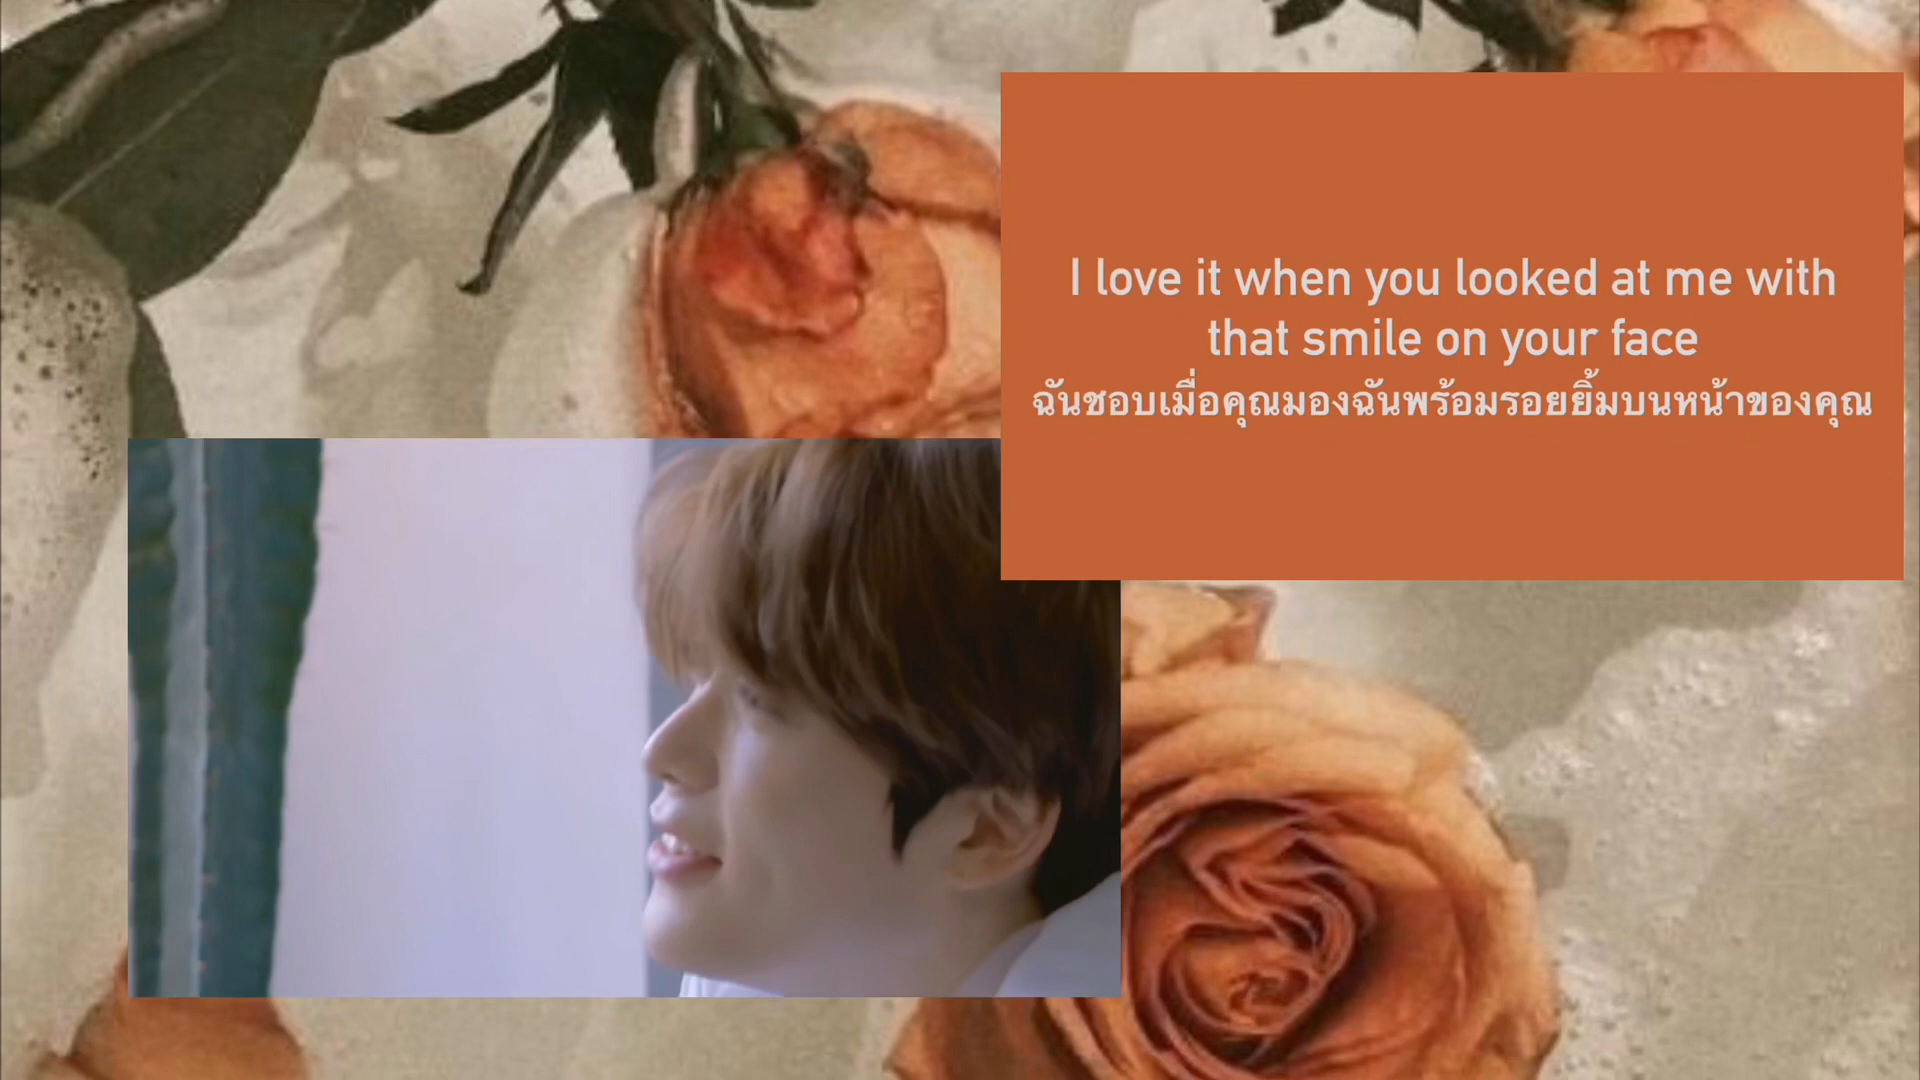 I love it when you looked at me with
that smile on your face
ฉันชอบเมื่อคุณมองฉันพร้อมรอยยิ้มบนหน้าของคุณ